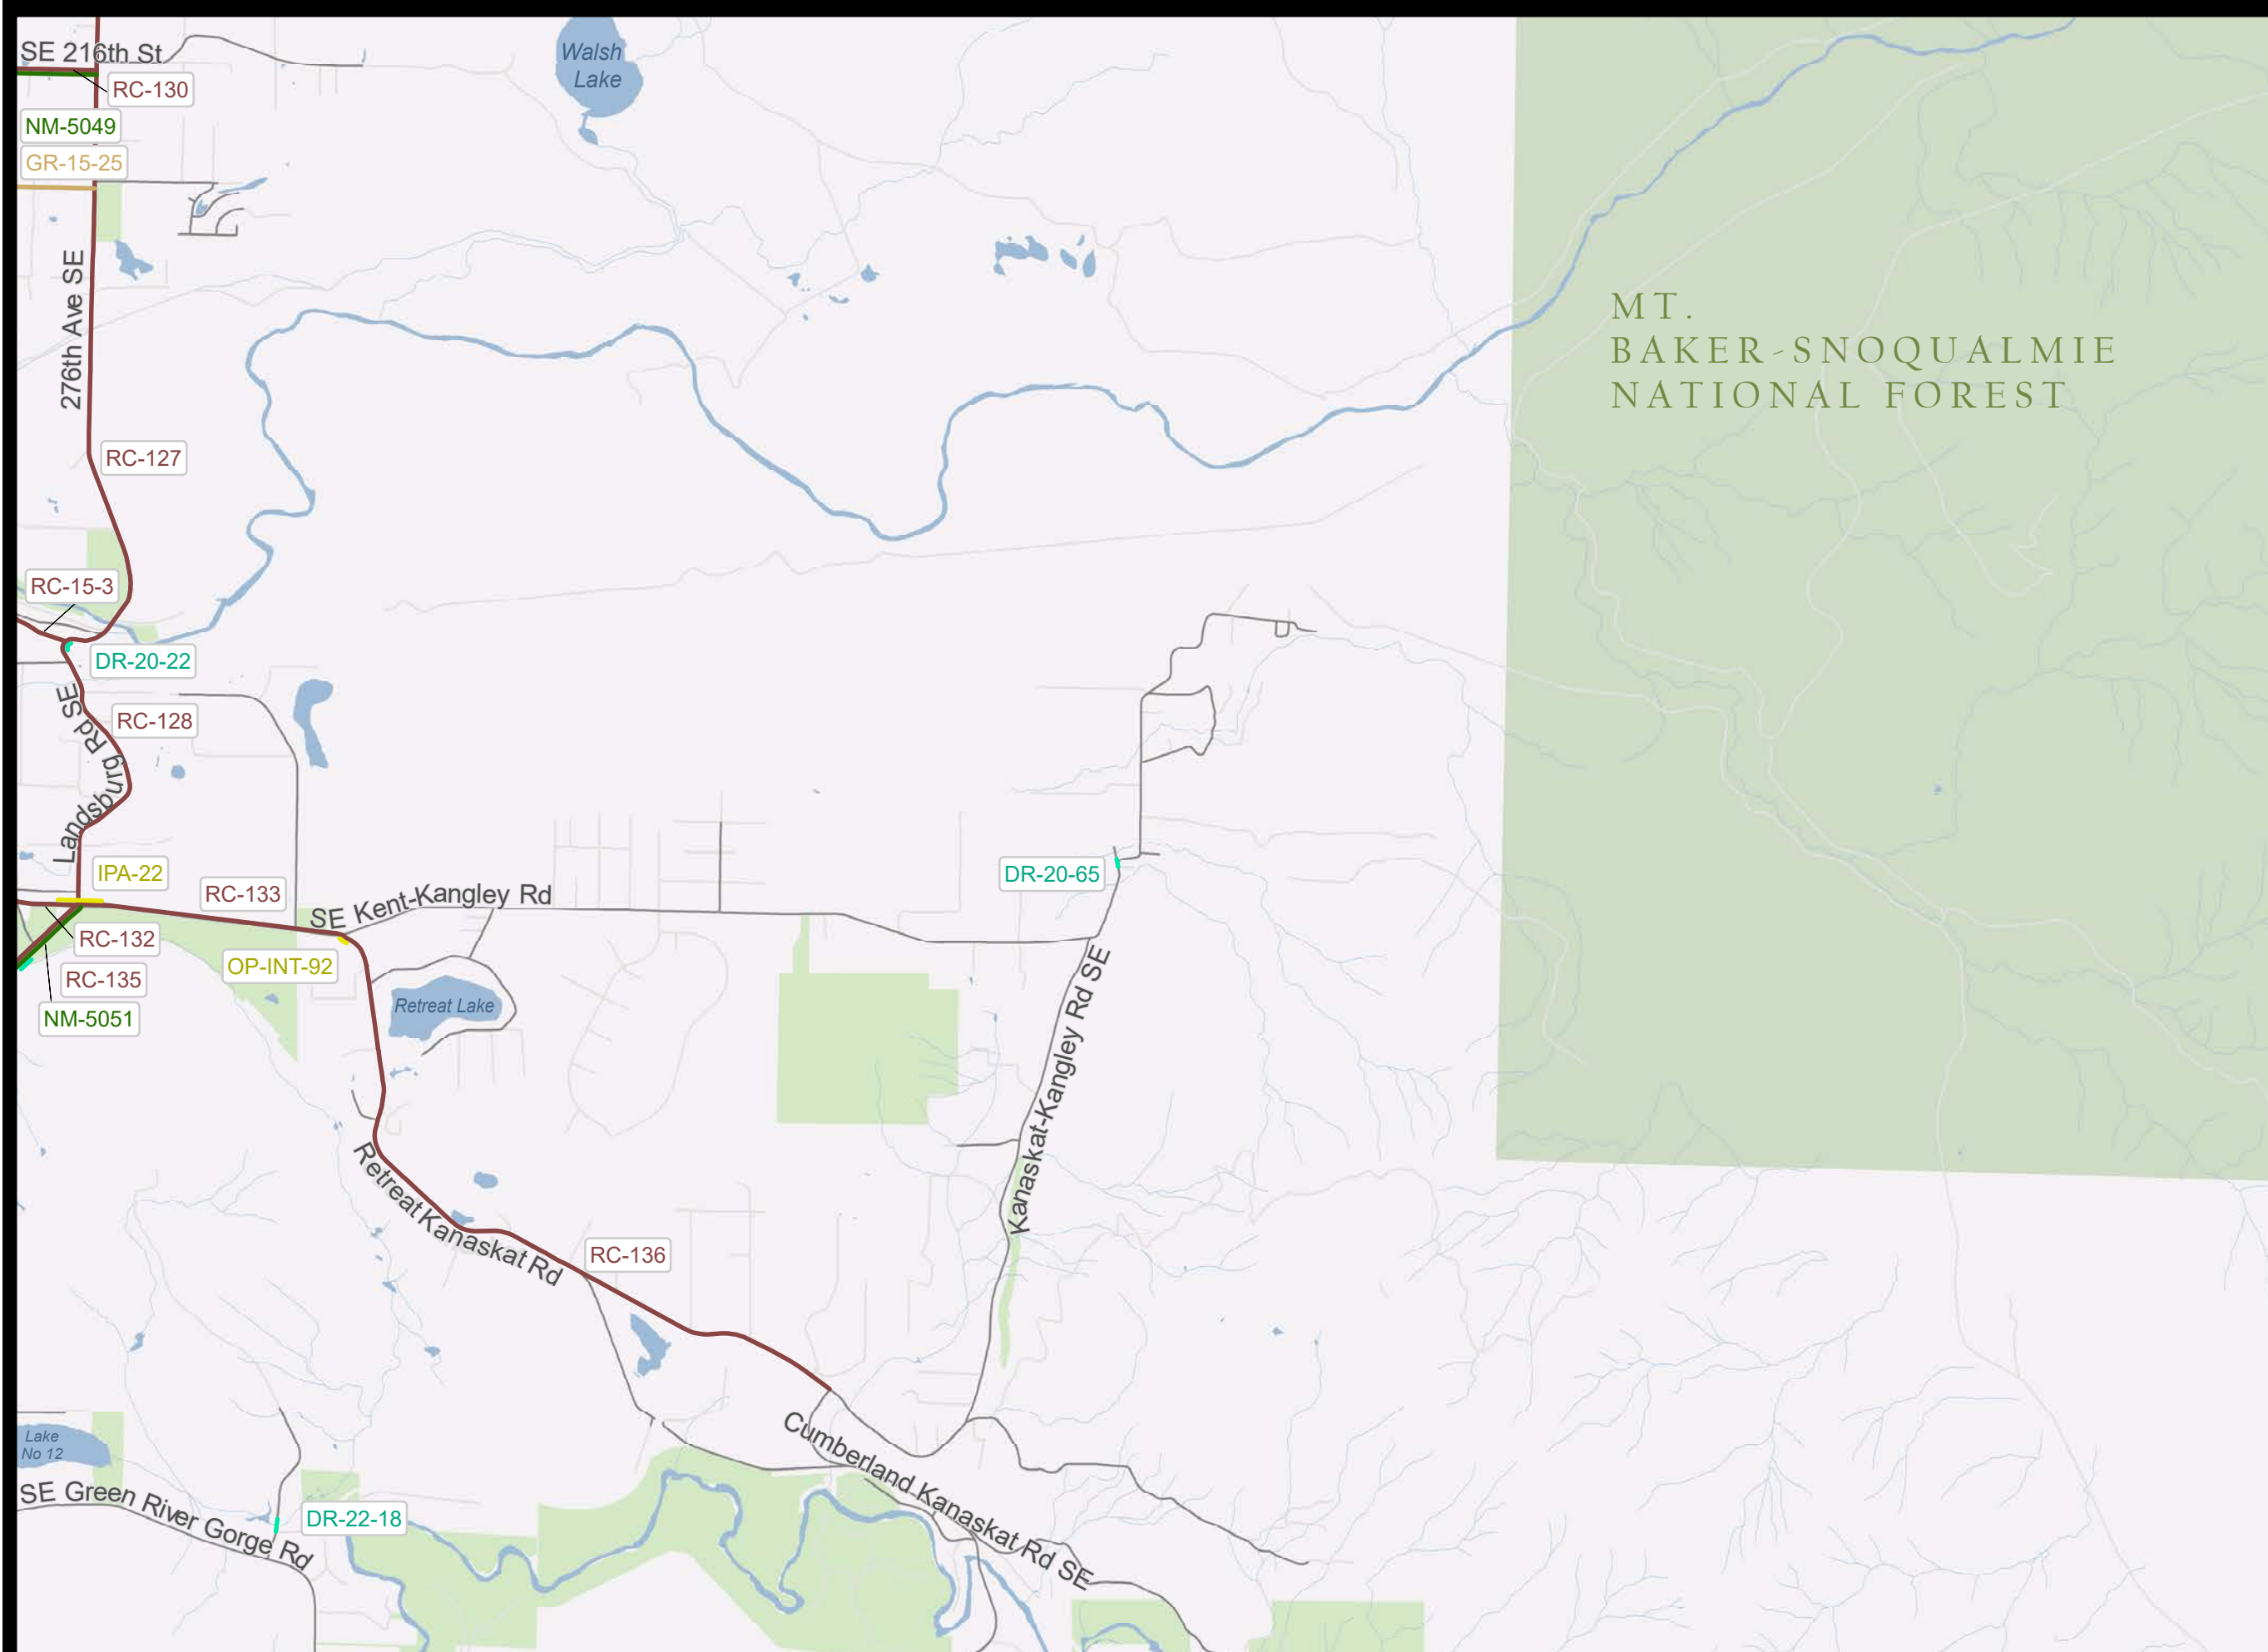 SE 216th St
Walsh
Lake
RC-130
NM-5049
GR-15-25
276th Ave SE
MT.
BAKER-SNOQUALMIE
NATIONAL FOREST
RC-127
RC-15-3
DR-20-22
Landsburg Rd SE
RC-128
IPA-22
RC-133
SE Kent-Kangley Rd
DR-20-65
RC-132
OP-INT-92
RC-135
NM-5051
Retreat Lake
Kanaskat-Kangley Rd SE
Retreat Kanaskat Rd
RC-136
Cumberland Kanaskat Rd SE
Lake
No 12
SE Green River Gorge Rd
DR-22-18